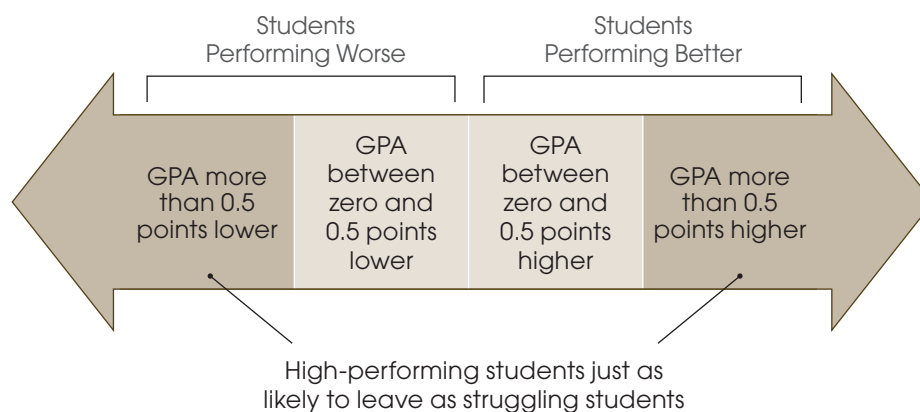 Students
Performing Worse
Students
Performing Better
GPA more
than 0.5
points lower
GPA
between
zero and
0.5 points
lower
GPA
between
zero and
0.5 points
higher
GPA more
than 0.5
points higher
High-performing students just as
likely to leave as struggling students